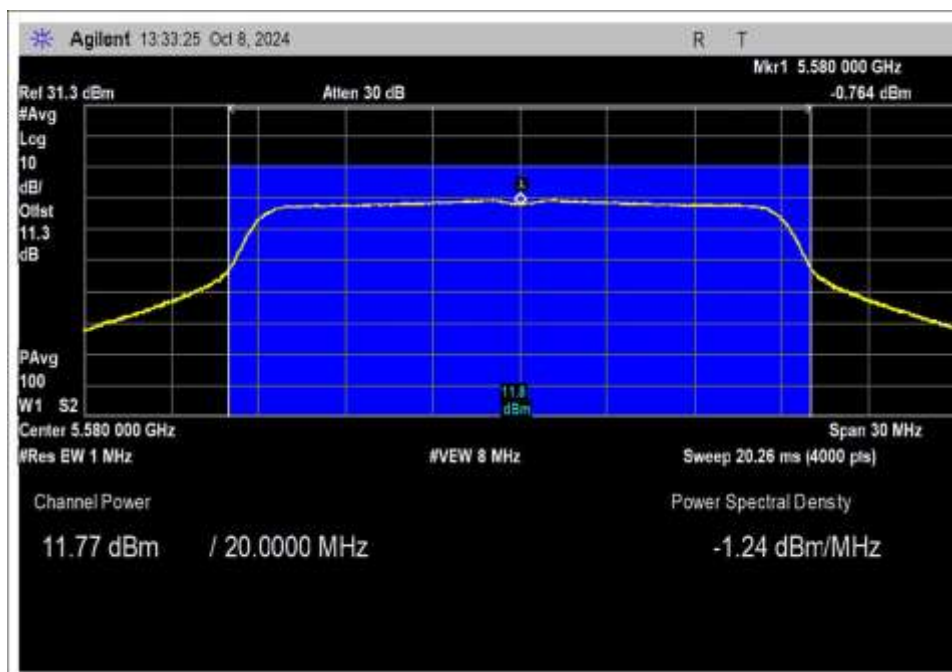 Agilent 13:33:25 Oct 8, 2024 R T
Mkr1 5.580 000 GHz
Ref 31.3 dBm Atten 30 dB -0.764 dBm
#Avg
Log
10
dB/
Offst
11.3
dB
1
PAvg
100
11.8
dBm
W1 S2
Center 5.580 000 GHz Span 30 MHz
#Res BW 1 MHz #VBW 8 MHz Sweep 20.26 ms (4000 pts)
Channel Power Power Spectral Density
11.77 dBm / 20.0000 MHz -1.24 dBm/MHz